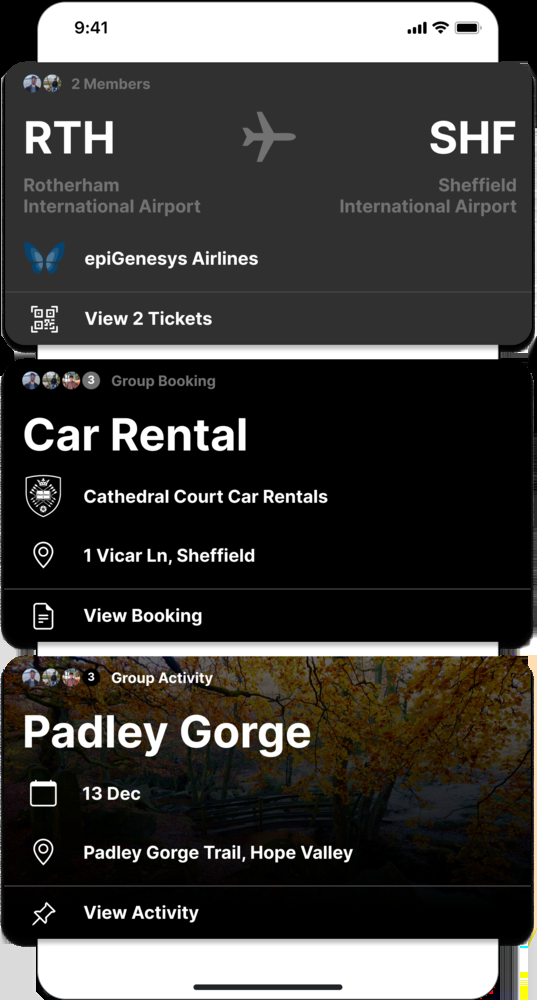 9:41
2 Members
RTH
SHF
Rotherham
International Airport
Sheffield
International Airport
epiGenesys Airlines
View 2 Tickets
3 Group Booking
Car Rental
Cathedral Court Car Rentals
1 Vicar Ln, Sheffield
View Booking
3 Group Activity
Padley Gorge
13 Dec
Padley Gorge Trail, Hope Valley
View Activity